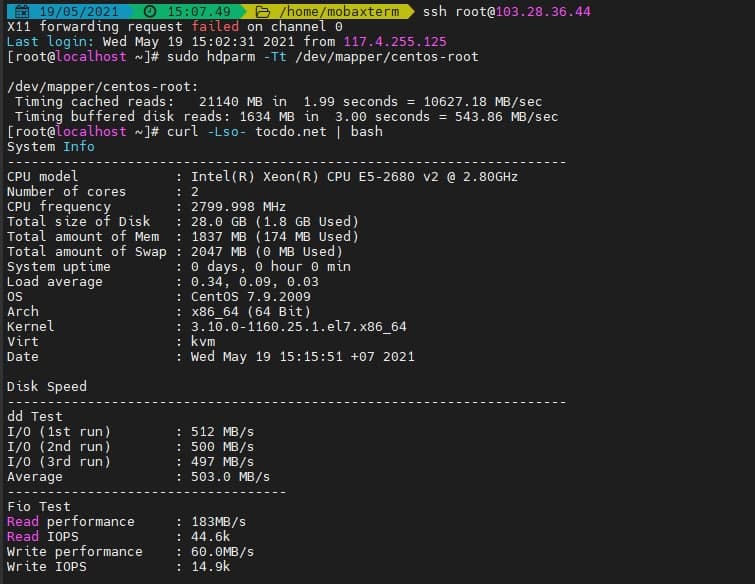 19/05/2021 15:07.49 /home/mobaxterm ssh root@103.28.36.44
X11 forwarding request failed on channel 0
Last login: Wed May 19 15:02:31 2021 from 117.4.255.125
[root@localhost ~]# sudo hdparm -Tt /dev/mapper/centos-root
/dev/mapper/centos-root:
Timing cached reads: 21140 MB in 1.99 seconds = 10627.18 MB/sec
Timing buffered disk reads: 1634 MB in 3.00 seconds = 543.86 MB/sec
[root@localhost ~]# curl -Lso- tocdo.net | bash
System Info
----------------------------------------------------------------------
CPU model : Intel(R) Xeon(R) CPU E5-2680 v2 @ 2.80GHz
Number of cores : 2
CPU frequency : 2799.998 MHz
Total size of Disk : 28.0 GB (1.8 GB Used)
Total amount of Mem : 1837 MB (174 MB Used)
Total amount of Swap : 2047 MB (0 MB Used)
System uptime : 0 days, 0 hour 0 min
Load average : 0.34, 0.09, 0.03
OS : CentOS 7.9.2009
Arch : x86_64 (64 Bit)
Kernel : 3.10.0-1160.25.1.el7.x86_64
Virt : kvm
Date : Wed May 19 15:15:51 +07 2021
Disk Speed
----------------------------------------------------------------------
dd Test
I/O (1st run) : 512 MB/s
I/O (2nd run) : 500 MB/s
I/O (3rd run) : 497 MB/s
Average : 503.0 MB/s
-----------------------------------
Fio Test
Read performance : 183MB/s
Read IOPS : 44.6k
Write performance : 60.0MB/s
Write IOPS : 14.9k